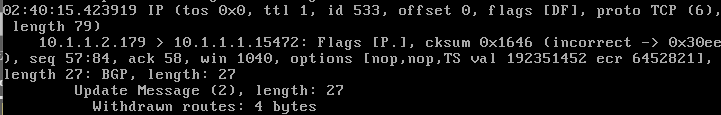 02:40:15.423919 IP (tos 0x0, ttl 1, id 533, offset 0, flags [DF], proto TCP (6),
length 79)
10.1.1.2.179 > 10.1.1.1.15472: Flags [P.], cksum 0x1646 (incorrect -> 0x30ee
), seq 57:84, ack 58, win 1040, options [nop,nop,TS val 192351452 ecr 6452821],
length 27: BGP, length: 27
Update Message (2), length: 27
Withdrawn routes: 4 bytes